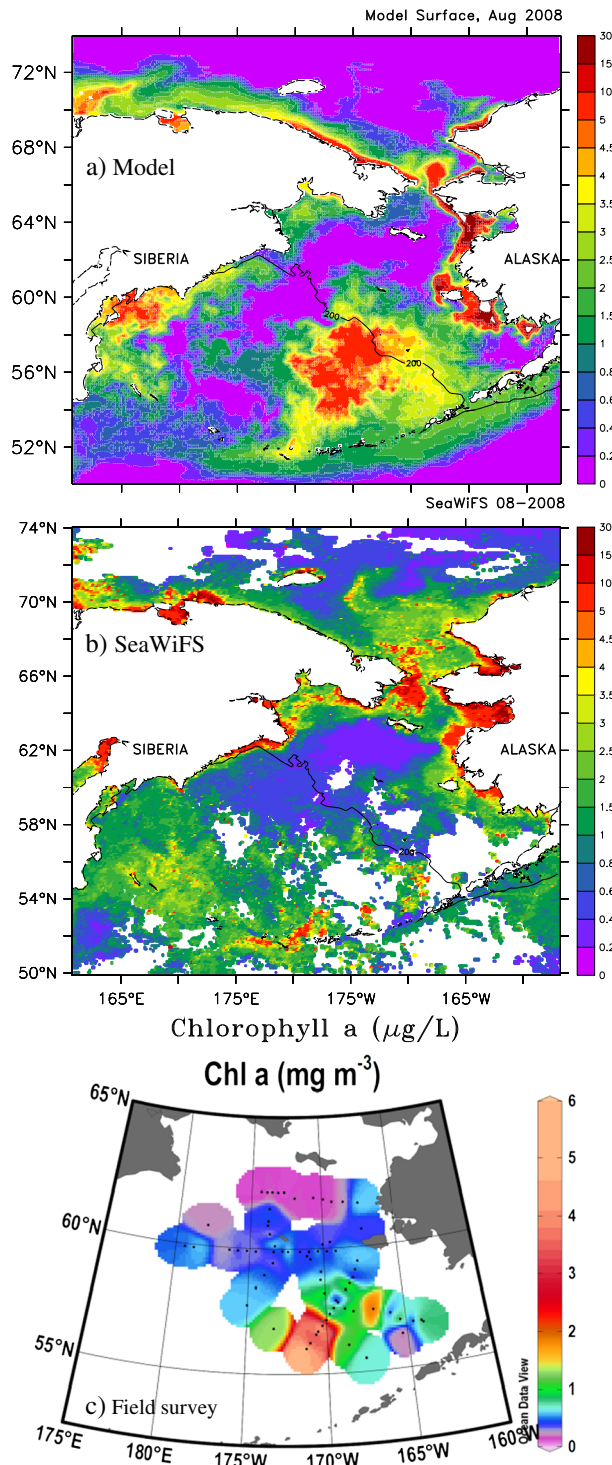 Model Surface, Aug 2008
72°N
68°N
64°N
60°N
56°N
52°N
a) Model
SIBERIA
ALASKA
200
200
30
15
10
5
4.5
4
3.5
3
2.5
2
1.5
1
0.8
0.6
0.4
0.2
0
SeaWiFS 08-2008
74°N
70°N
66°N
62°N
58°N
54°N
50°N
b) SeaWiFS
SIBERIA
ALASKA
200
30
15
10
5
4.5
4
3.5
3
2.5
2
1.5
1
0.8
0.6
0.4
0.2
0
165°E
175°E
175°W
165°W
Chlorophyll a (μg/L)
Chl a (mg m-3)
65°N
60°N
55°N
c) Field survey
175°E
180°E
175°W
170°W
165°W
160°W
Ocean Data View
6
5
4
3
2
1
0